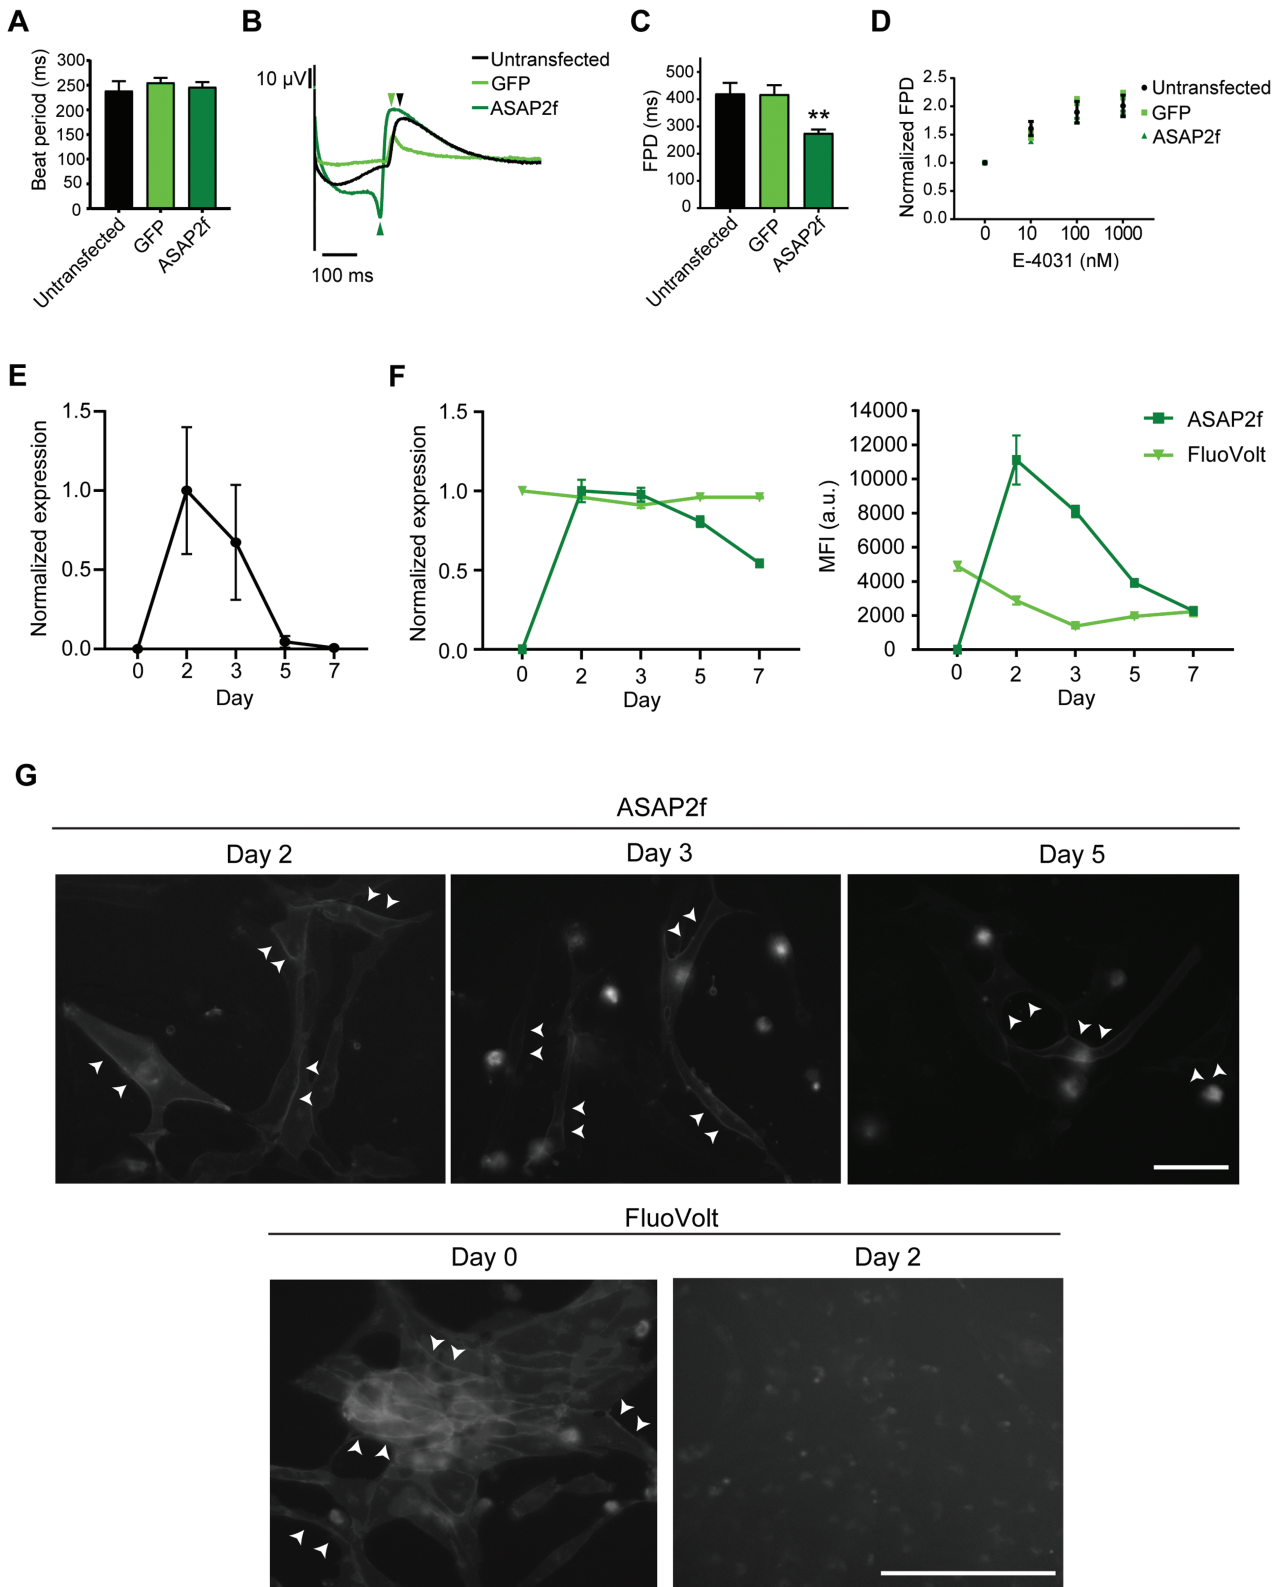 A
Beat period (ms)
300
250
200
150
100
50
0
Untransfected
GFP
ASAP2f
B
10 µV
Untransfected
GFP
ASAP2f
100 ms
C
FPD (ms)
500
400
300
200
100
0
**
Untransfected
GFP
ASAP2f
D
Normalized FPD
2.5
2.0
1.5
1.0
0.5
0.0
0 10 100 1000
E-4031 (nM)
Untransfected
GFP
ASAP2f
E
Normalized expression
1.5
1.0
0.5
0.0
0 2 3 5 7
Day
F
Normalized expression
1.5
1.0
0.5
0.0
0 2 3 5 7
Day
MFI (a.u.)
14000
12000
10000
8000
6000
4000
2000
0
0 2 3 5 7
Day
ASAP2f
FluoVolt
G
ASAP2f
Day 2 Day 3 Day 5
FluoVolt
Day 0 Day 2